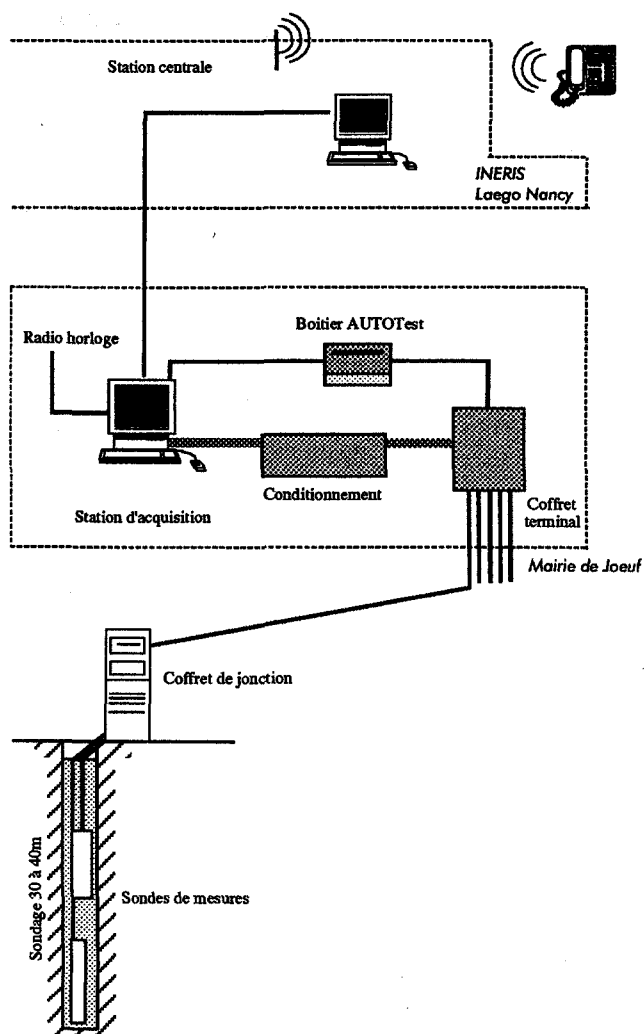 Station centrale
INERIS
Laego Nancy
Boitier AUTOTest
Radio horloge
Conditionnement
Station d'acquisition
Coffret
terminal
Mairie de Joeuf
Coffret de jonction
Sondage 30 à 40m
Sondes de mesures